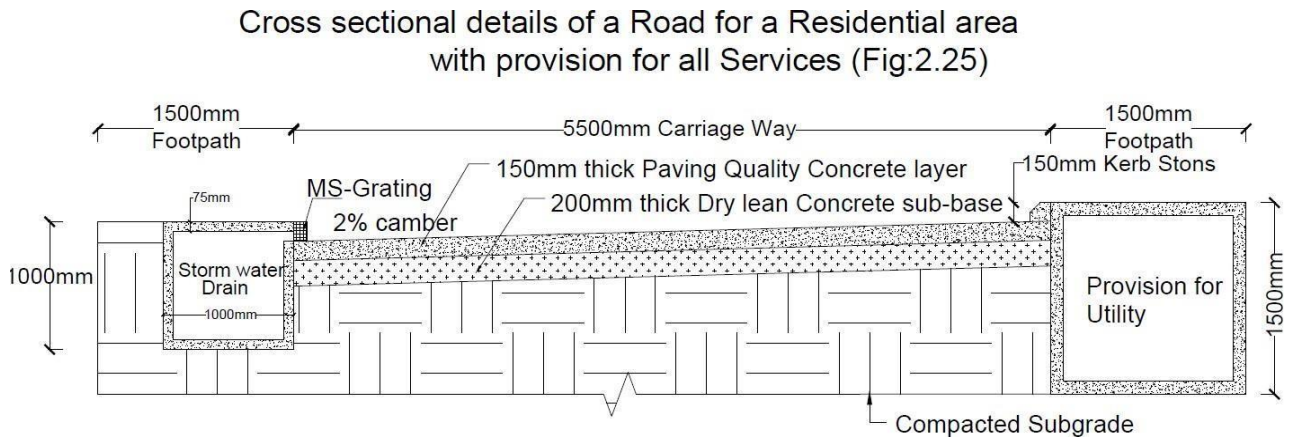 Cross sectional details of a Road for a Residential area
with provision for all Services (Fig:2.25)
1500mm
Footpath
5500mm Carriage Way
1500mm
Footpath
150mm Kerb Stons
150mm thick Paving Quality Concrete layer
MS-Grating
75mm
200mm thick Dry lean Concrete sub-base
2% camber
1000mm
Storm water
Drain
1000mm
Provision for
Utility
1500mm
Compacted Subgrade